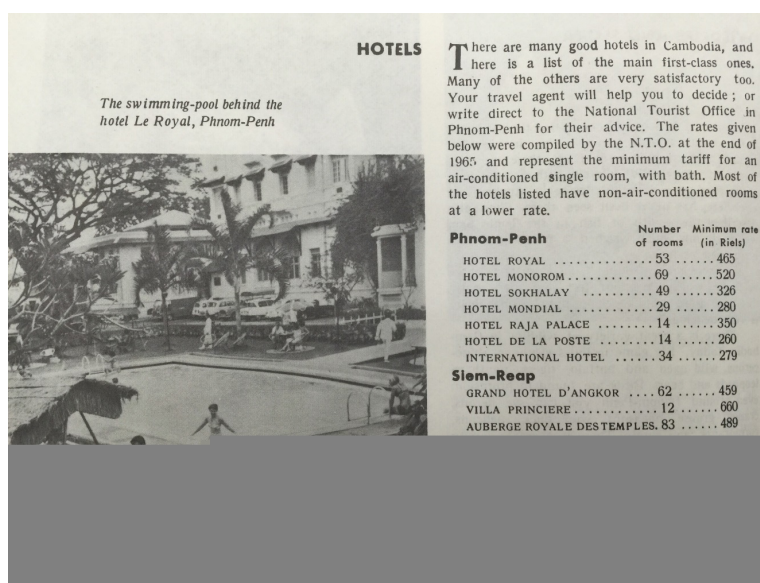 HOTELS
The swimming-pool behind the
hotel Le Royal, Phnom-Penh
There are many good hotels in Cambodia, and
here is a list of the main first-class ones.
Many of the others are very satisfactory too.
Your travel agent will help you to decide ; or
write direct to the National Tourist Office in
Phnom-Penh for their advice. The rates given
below were compiled by the N.T.O. at the end of
1965 and represent the minimum tariff for an
air-conditioned single room, with bath. Most of
the hotels listed have non-air-conditioned rooms
at a lower rate.
Phnom-Penh Number of rooms Minimum rate (in Riels)
HOTEL ROYAL .............. 53 ...... 465
HOTEL MONOROM ............ 69 ...... 520
HOTEL SOKHALAY ........... 49 ...... 326
HOTEL MONDIAL ............ 29 ...... 280
HOTEL RAJA PALACE ........ 14 ...... 350
HOTEL DE LA POSTE ........ 14 ...... 260
INTERNATIONAL HOTEL ...... 34 ...... 279
Siem-Reap
GRAND HOTEL D'ANGKOR .... 62 ...... 459
VILLA PRINCIERE ........... 12 ...... 660
AUBERGE ROYALE DES TEMPLES. 83 ...... 489